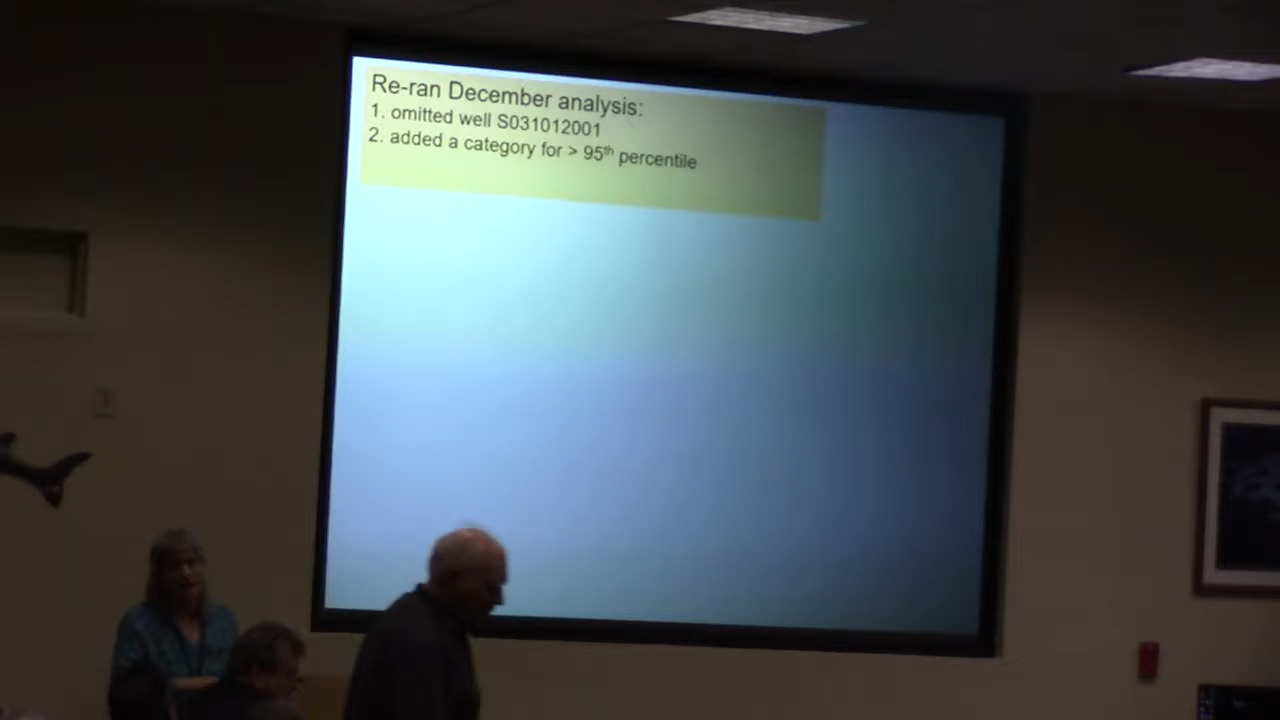 Re-ran December analysis:
1. omitted well S031012001
2. added a category for > 95th percentile